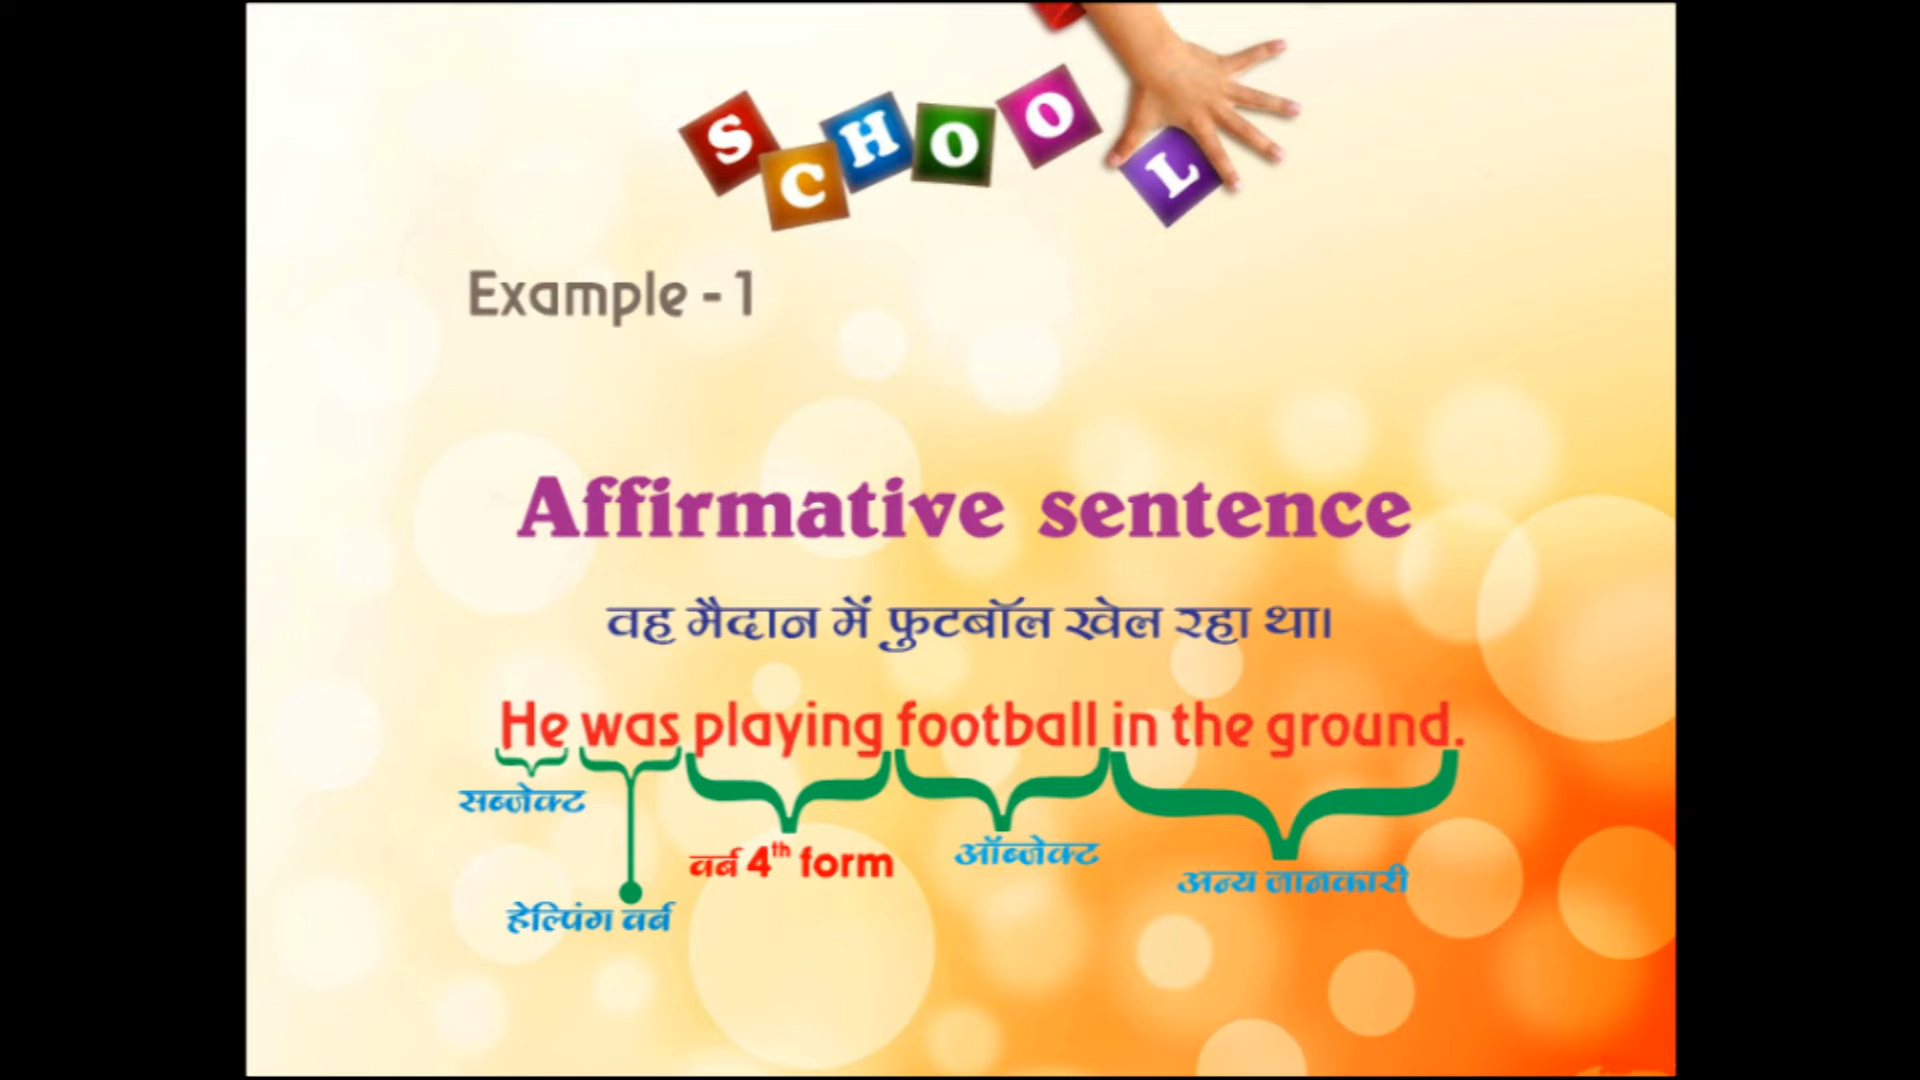 SCHOOL
Example - 1
Affirmative sentence
वह मैदान में फुटबॉल खेल रहा था।
He was playing football in the ground.
सब्जेक्ट
हेल्पिंग वर्ब
वर्ब 4th form
ऑब्जेक्ट
अन्य जानकारी